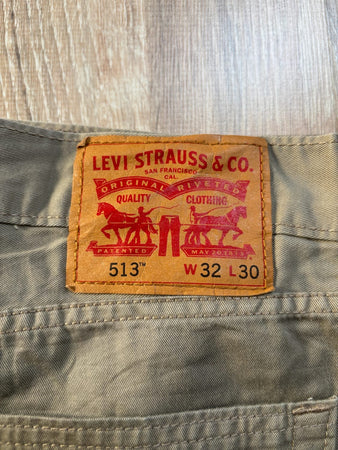 LEVI STRAUSS & CO.
SAN FRANCISCO
CAL.
ORIGINAL RIVETED
QUALITY CLOTHING
PATENTED MAY 20 1873
513™ W 32 L 30